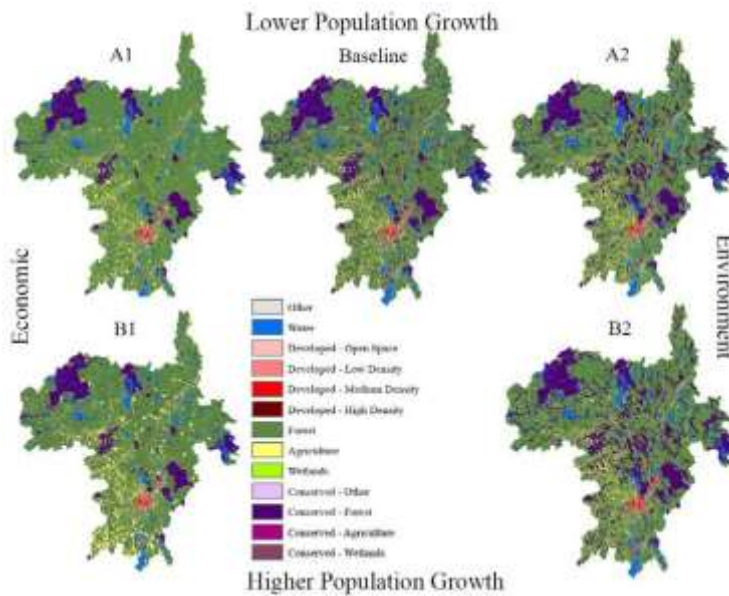 Lower Population Growth
A1
Baseline
A2
Economic
Environment
B1
B2
Other
Water
Developed - Open Space
Developed - Low Density
Developed - Medium Density
Developed - High Density
Forest
Agriculture
Wetlands
Conserved - Other
Conserved - Forest
Conserved - Agriculture
Conserved - Wetlands
Higher Population Growth